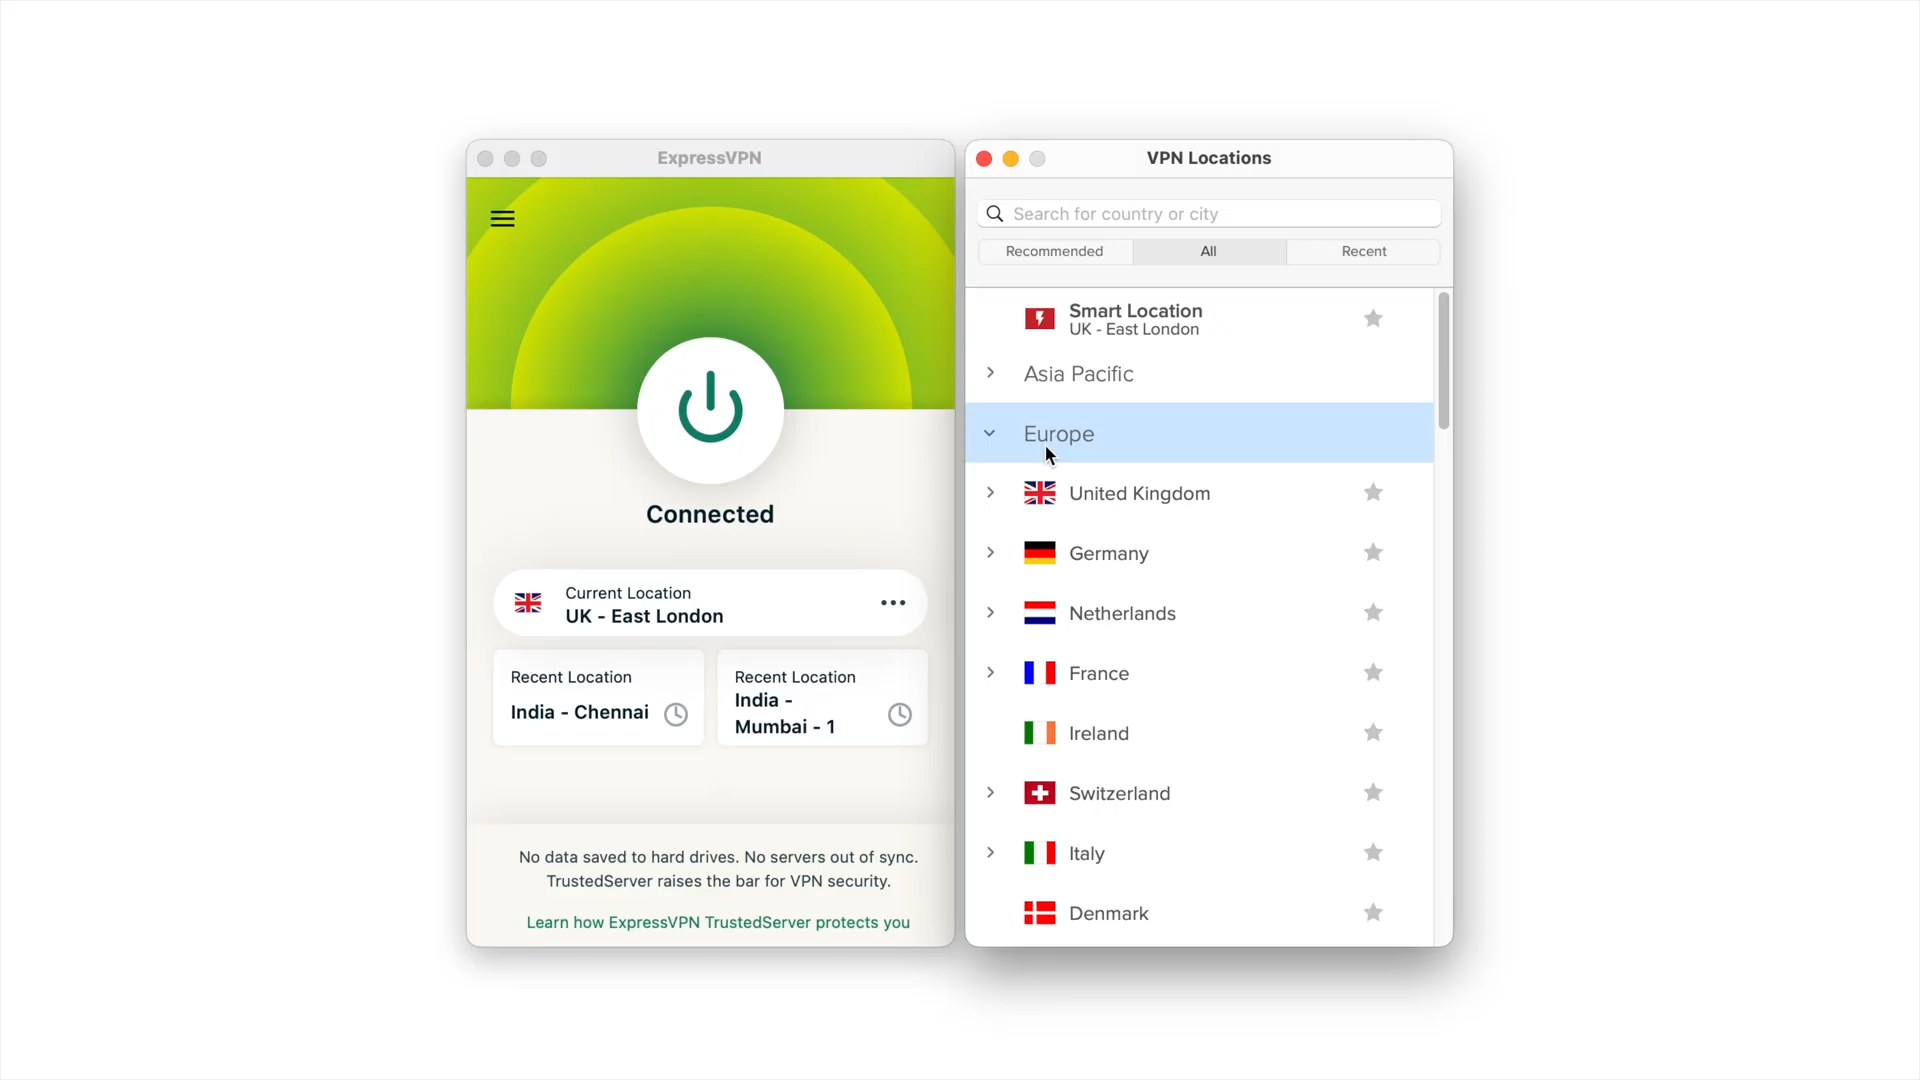 ExpressVPN
Connected
Current Location
UK - East London
Recent Location
India - Chennai
Recent Location
India -
Mumbai - 1
No data saved to hard drives. No servers out of sync.
TrustedServer raises the bar for VPN security.
Learn how ExpressVPN TrustedServer protects you
VPN Locations
Search for country or city
Recommended
All
Recent
Smart Location
UK - East London
Asia Pacific
Europe
United Kingdom
Germany
Netherlands
France
Ireland
Switzerland
Italy
Denmark